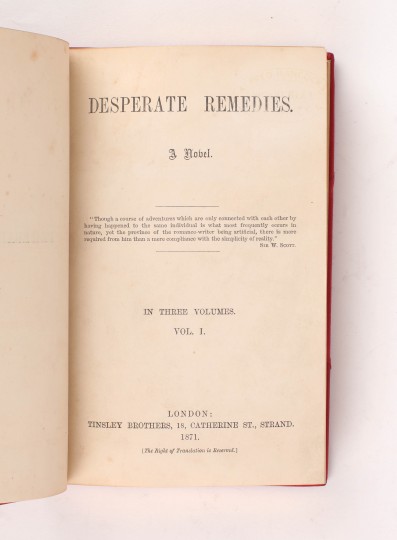 DESPERATE REMEDIES.
A Novel.
"Though a course of adventures which are only connected with each other by
having happened to the same individual is what most frequently occurs in
nature, yet the province of the romance-writer being artificial, there is more
required from him than a mere compliance with the simplicity of reality."
SIR W. SCOTT.
IN THREE VOLUMES.
VOL. I.
LONDON:
TINSLEY BROTHERS, 18, CATHERINE ST., STRAND.
1871.
[The Right of Translation is Reserved.]